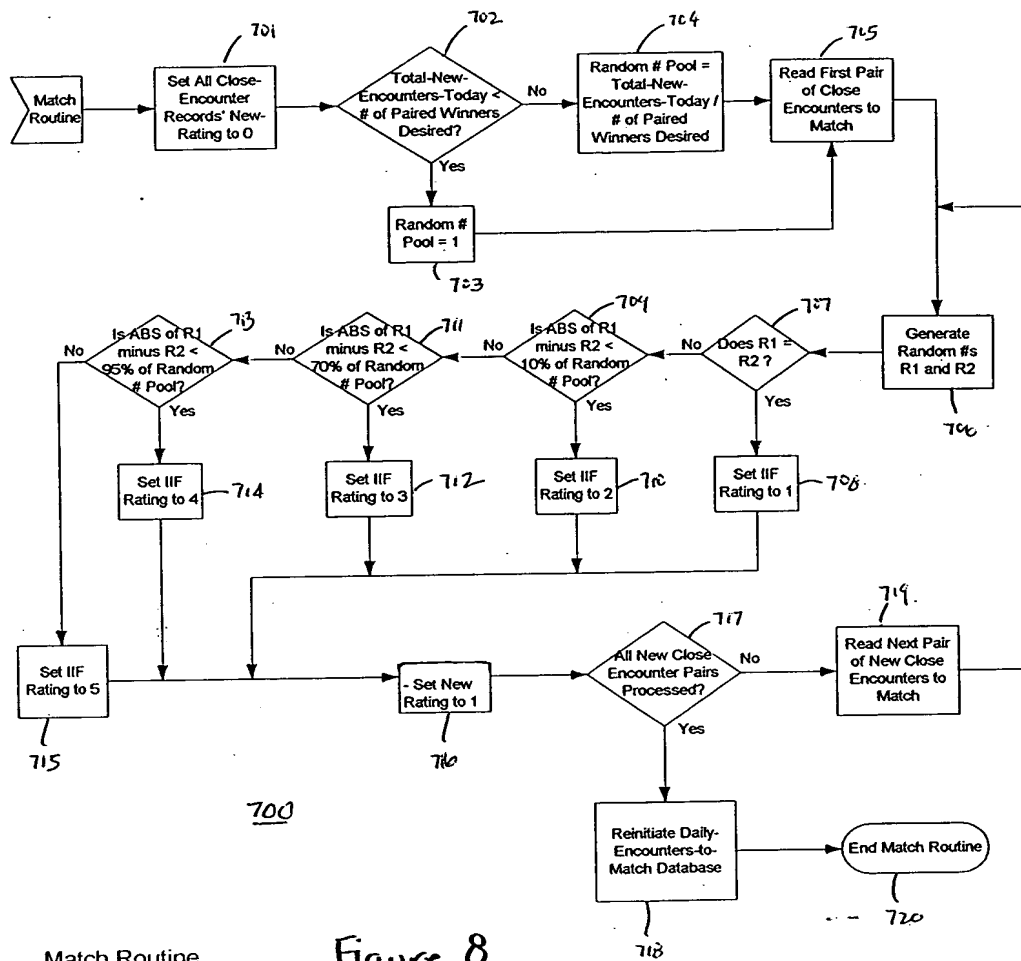 701
702
704
705
Match
Routine
Set All Close-
Encounter
Records' New-
Rating to 0
Total-New-
Encounters-Today <
# of Paired Winners
Desired?
No
Random # Pool =
Total-New-
Encounters-Today /
# of Paired
Winners Desired
Read First Pair
of Close
Encounters to
Match
Yes
Random #
Pool = 1
703
713
Is ABS of R1
minus R2 <
95% of Random
# Pool?
No
Yes
711
Is ABS of R1
minus R2 <
70% of Random
# Pool?
No
Yes
709
Is ABS of R1
minus R2 <
10% of Random
# Pool?
No
Yes
707
Does R1 =
R2 ?
No
Yes
Generate
Random #s
R1 and R2
706
Set IIF
Rating to 4
714
Set IIF
Rating to 3
712
Set IIF
Rating to 2
710
Set IIF
Rating to 1
708
Set IIF
Rating to 5
715
- Set New
Rating to 1
716
717
All New Close
Encounter Pairs
Processed?
No
Yes
719
Read Next Pair
of New Close
Encounters to
Match
700
Reinitiate Daily-
Encounters-to-
Match Database
718
End Match Routine
720
Match Routine
Figure 8